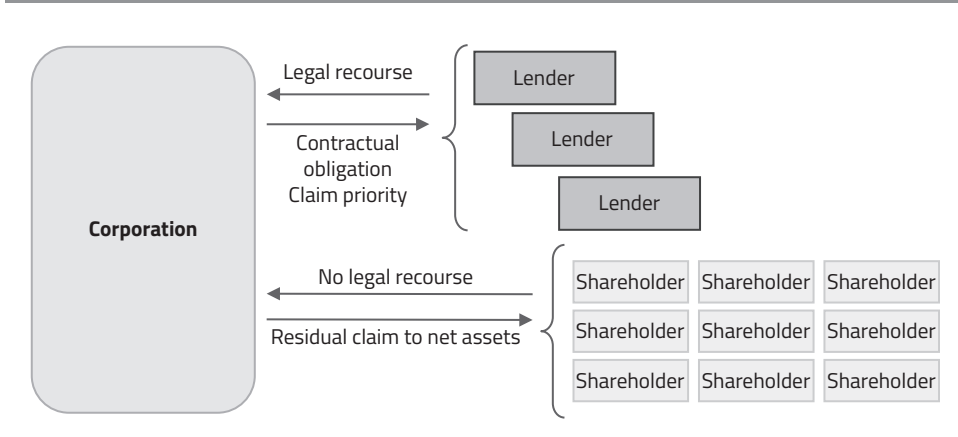 Corporation
Legal recourse
Contractual
obligation
Claim priority
Lender
Lender
Lender
No legal recourse
Residual claim to net assets
Shareholder Shareholder Shareholder
Shareholder Shareholder Shareholder
Shareholder Shareholder Shareholder